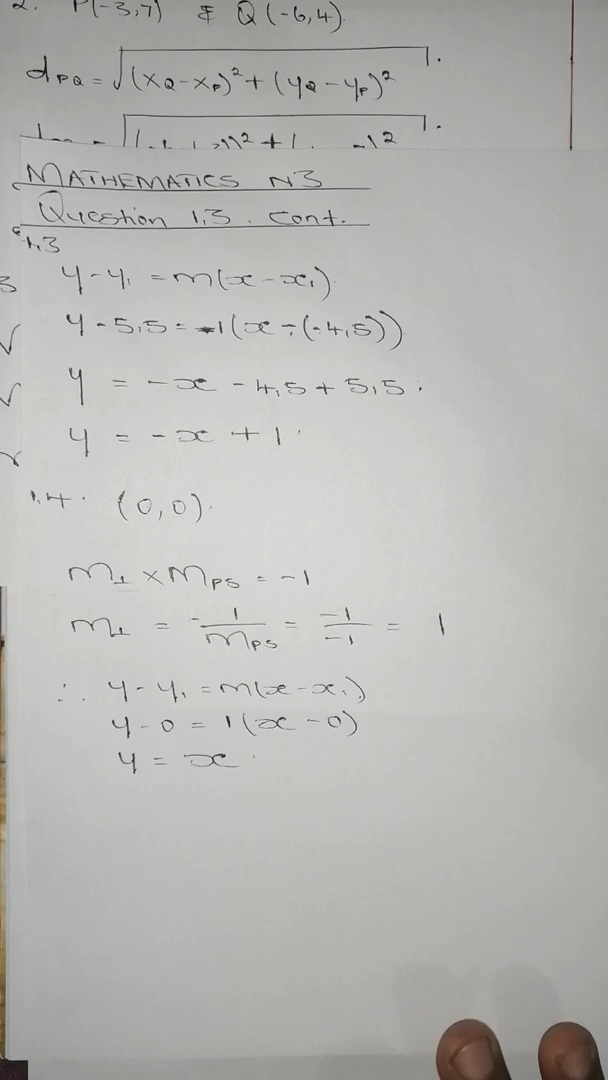 2. P(-3,7) & Q(-6,4).
dPQ = √(xQ-xP)² + (yQ-yP)²
MATHEMATICS N3
Question 1.3. Cont.
1,3
y-y₁ = m(x-x₁)
y-5,5 = -1(x-(-4,5))
y = -x - 4,5 + 5,5.
y = -x + 1.
1.4. (0,0).
m⊥ × mPS = -1
m⊥ = -1/mPS = -1/-1 = 1
∴ y-y₁ = m(x-x₁)
y-0 = 1(x-0)
y = x.